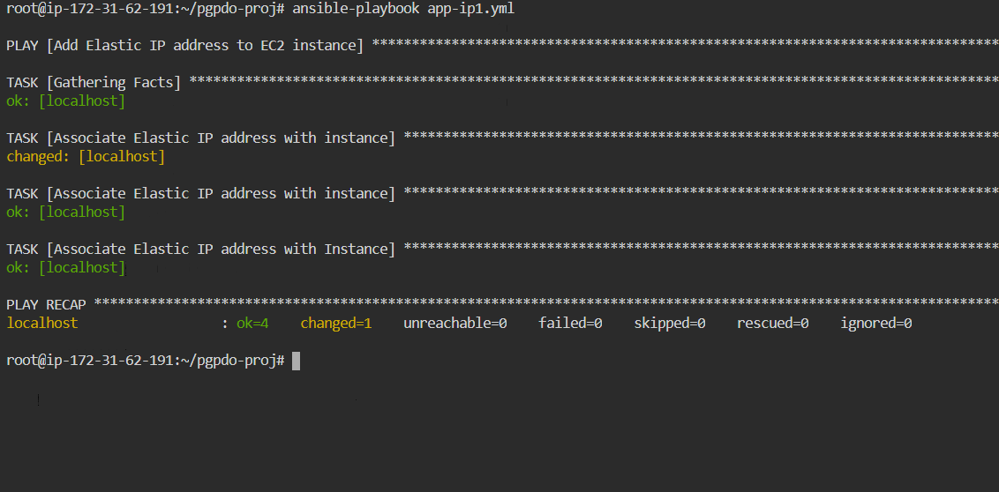 root@ip-172-31-62-191:~/pgpdo-proj# ansible-playbook app-ip1.yml
PLAY [Add Elastic IP address to EC2 instance] *******************************************************************************
TASK [Gathering Facts] ******************************************************************************************************
ok: [localhost]
TASK [Associate Elastic IP address with instance] ***************************************************************************
changed: [localhost]
TASK [Associate Elastic IP address with instance] ***************************************************************************
ok: [localhost]
TASK [Associate Elastic IP address with Instance] ***************************************************************************
ok: [localhost]
PLAY RECAP ******************************************************************************************************************
localhost                  : ok=4    changed=1    unreachable=0    failed=0    skipped=0    rescued=0    ignored=0
root@ip-172-31-62-191:~/pgpdo-proj#